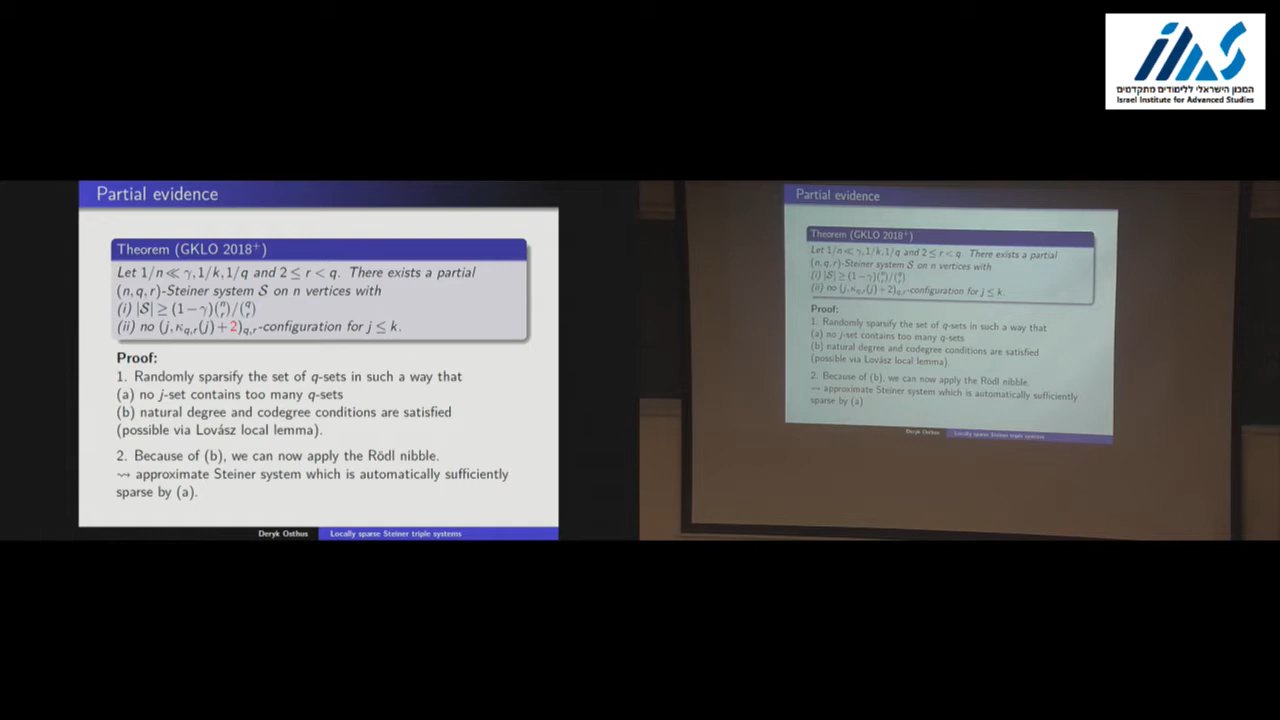 המכון הישראלי ללימודים מתקדמים
Israel Institute for Advanced Studies
Partial evidence
Theorem (GKLO 2018⁺)
Let 1/n ≪ γ, 1/k, 1/q and 2 ≤ r < q. There exists a partial
(n, q, r)-Steiner system S on n vertices with
(i) |S| ≥ (1 − γ)(n r)/(q r)
(ii) no (j, κq,r(j) + 2)q,r-configuration for j ≤ k.
Proof:
1. Randomly sparsify the set of q-sets in such a way that
(a) no j-set contains too many q-sets
(b) natural degree and codegree conditions are satisfied
(possible via Lovász local lemma).
2. Because of (b), we can now apply the Rödl nibble.
⇝ approximate Steiner system which is automatically sufficiently
sparse by (a).
Deryk Osthus Locally sparse Steiner triple systems
Partial evidence
Theorem (GKLO 2018⁺)
Let 1/n ≪ γ, 1/k, 1/q and 2 ≤ r < q. There exists a partial
(n, q, r)-Steiner system S on n vertices with
(i) |S| ≥ (1 − γ)(n r)/(q r)
(ii) no (j, κq,r(j) + 2)q,r-configuration for j ≤ k.
Proof:
1. Randomly sparsify the set of q-sets in such a way that
(a) no j-set contains too many q-sets
(b) natural degree and codegree conditions are satisfied
(possible via Lovász local lemma).
2. Because of (b), we can now apply the Rödl nibble.
⇝ approximate Steiner system which is automatically sufficiently
sparse by (a)
Deryk Osthus Locally sparse Steiner triple systems